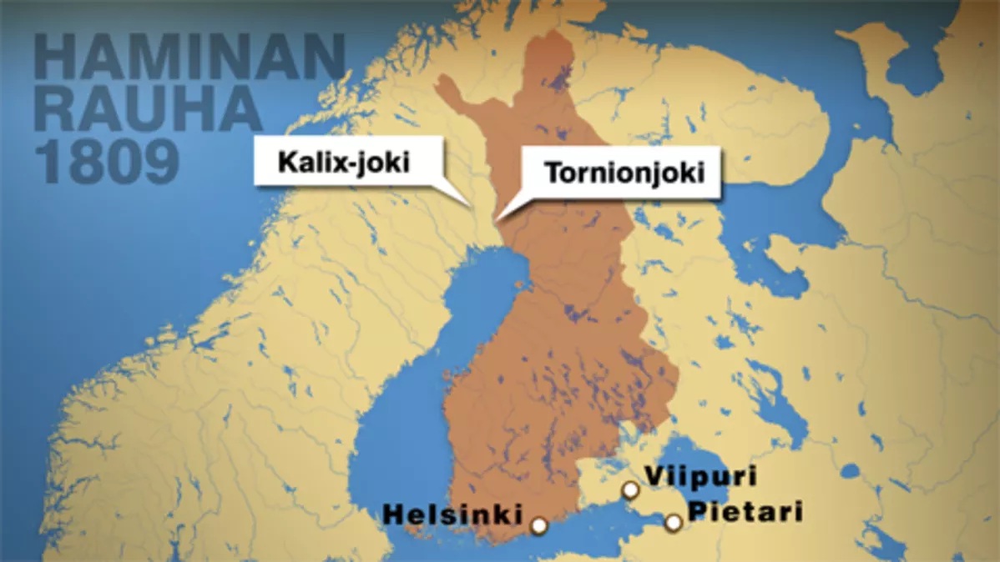 HAMINAN
RAUHA
1809
Kalix-joki
Tornionjoki
Viipuri
Helsinki
Pietari